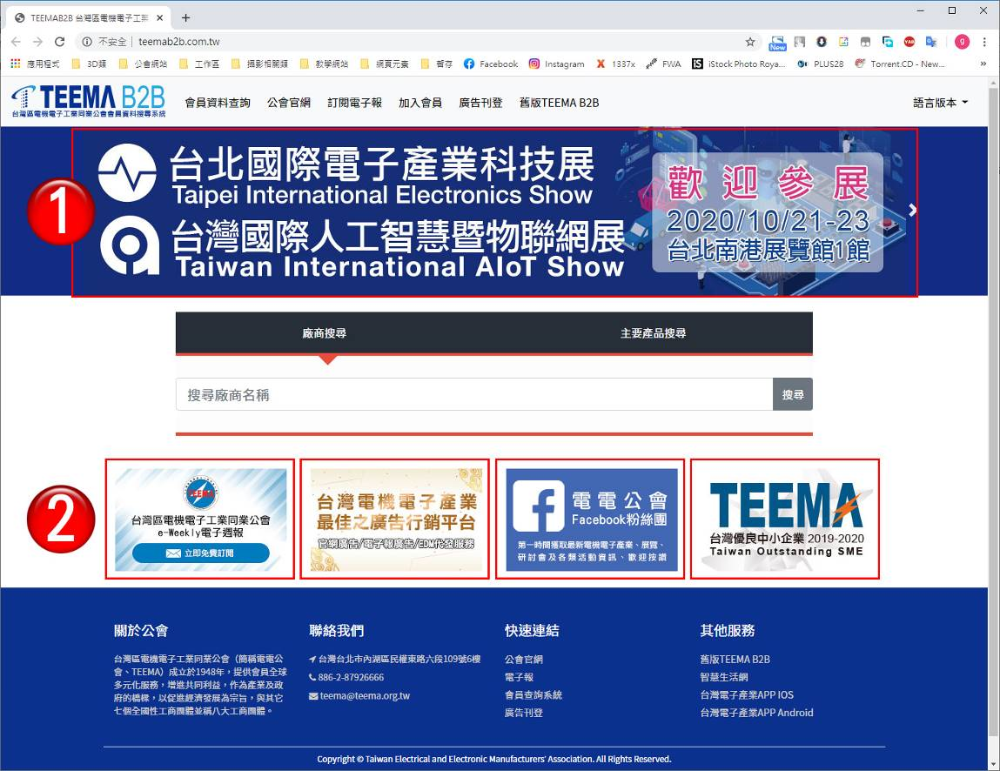 TEEMAB2B 台灣區電機電子工業
不安全 | teemab2b.com.tw
New
應用程式 3D類 公會網站 工作區 攝影相關類 教學網站 網頁元素 暫存 Facebook Instagram 1337x FWA iStock Photo Roya... PLUS28 Torrent.CD - New...
TEEMA B2B
台灣區電機電子工業同業公會會員資料搜尋系統
會員資料查詢 公會官網 訂閱電子報 加入會員 廣告刊登 舊版TEEMA B2B 語言版本
1
台北國際電子產業科技展
Taipei International Electronics Show
台灣國際人工智慧暨物聯網展
Taiwan International AIoT Show
歡迎參展
2020/10/21-23
台北南港展覽館1館
廠商搜尋 主要產品搜尋
搜尋廠商名稱 搜尋
2
TEEMA
台灣區電機電子工業同業公會
e-Weekly電子週報
立即免費訂閱
台灣電機電子產業
最佳之廣告行銷平台
官網廣告/電子報廣告/EDM代發服務
電電公會
Facebook粉絲團
第一時間獲取最新電機電子產業、展覽、
研討會及各類活動資訊、歡迎按讚
TEEMA
台灣優良中小企業 2019-2020
Taiwan Outstanding SME
關於公會
台灣區電機電子工業同業公會（簡稱電電公
會、TEEMA）成立於1948年，提供會員全球
多元化服務，增進共同利益，作為產業及政
府的橋樑，以促進經濟發展為宗旨，與其它
七個全國性工商團體並稱八大工商團體。
聯絡我們
台灣台北市內湖區民權東路六段109號6樓
886-2-87926666
teema@teema.org.tw
快速連結
公會官網
電子報
會員查詢系統
廣告刊登
其他服務
舊版TEEMA B2B
智慧生活網
台灣電子產業APP IOS
台灣電子產業APP Android
Copyright © Taiwan Electrical and Electronic Manufacturers' Association. All Rights Reserved.